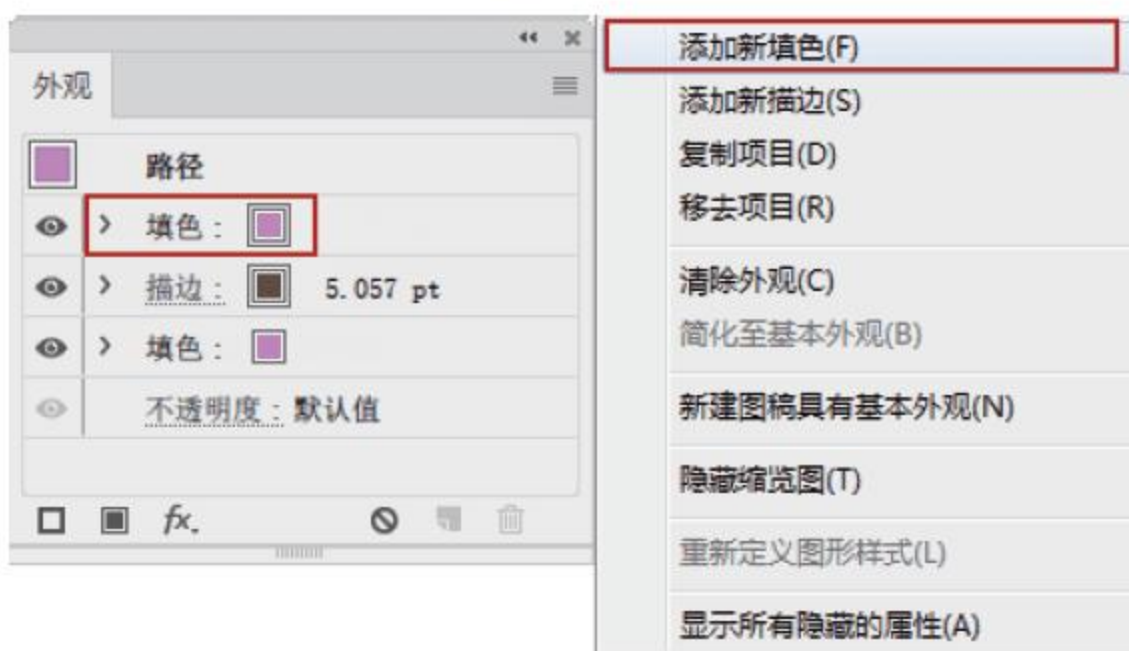 外观
路径
填色：
描边： 5.057 pt
填色：
不透明度：默认值
fx.
添加新填色(F)
添加新描边(S)
复制项目(D)
移去项目(R)
清除外观(C)
简化至基本外观(B)
新建图稿具有基本外观(N)
隐藏缩览图(T)
重新定义图形样式(L)
显示所有隐藏的属性(A)